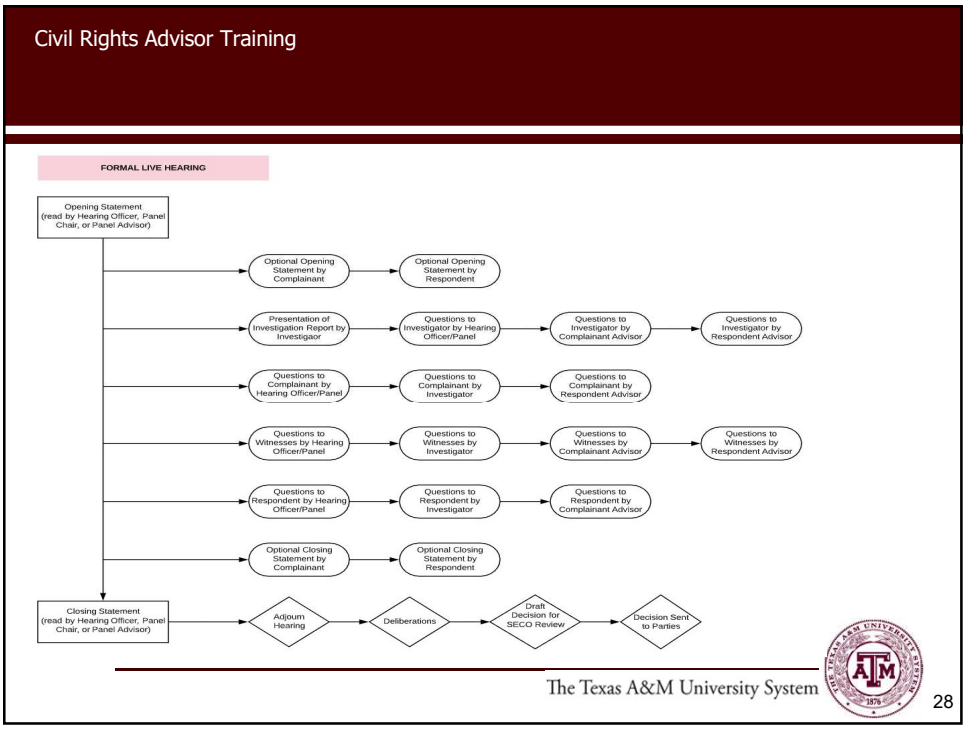 Civil Rights Advisor Training
FORMAL LIVE HEARING
Opening Statement
(read by Hearing Officer, Panel
Chair, or Panel Advisor)
Optional Opening
Statement by
Complainant
Optional Opening
Statement by
Respondent
Presentation of
Investigation Report by
Investigaor
Questions to
Investigator by Hearing
Officer/Panel
Questions to
Investigator by
Complainant Advisor
Questions to
Investigator by
Respondent Advisor
Questions to
Complainant by
Hearing Officer/Panel
Questions to
Complainant by
Investigator
Questions to
Complainant by
Respondent Advisor
Questions to
Witnesses by Hearing
Officer/Panel
Questions to
Witnesses by
Investigator
Questions to
Witnesses by
Complainant Advisor
Questions to
Witnesses by
Respondent Advisor
Questions to
Respondent by Hearing
Officer/Panel
Questions to
Respondent by
Investigator
Questions to
Respondent by
Complainant Advisor
Optional Closing
Statement by
Complainant
Optional Closing
Statement by
Respondent
Closing Statement
(read by Hearing Officer, Panel
Chair, or Panel Advisor)
Adjourn
Hearing
Deliberations
Draft
Decision for
SECO Review
Decision Sent
to Parties
The Texas A&M University System
THE TEXAS A&M UNIVERSITY SYSTEM
ATM
1876
28